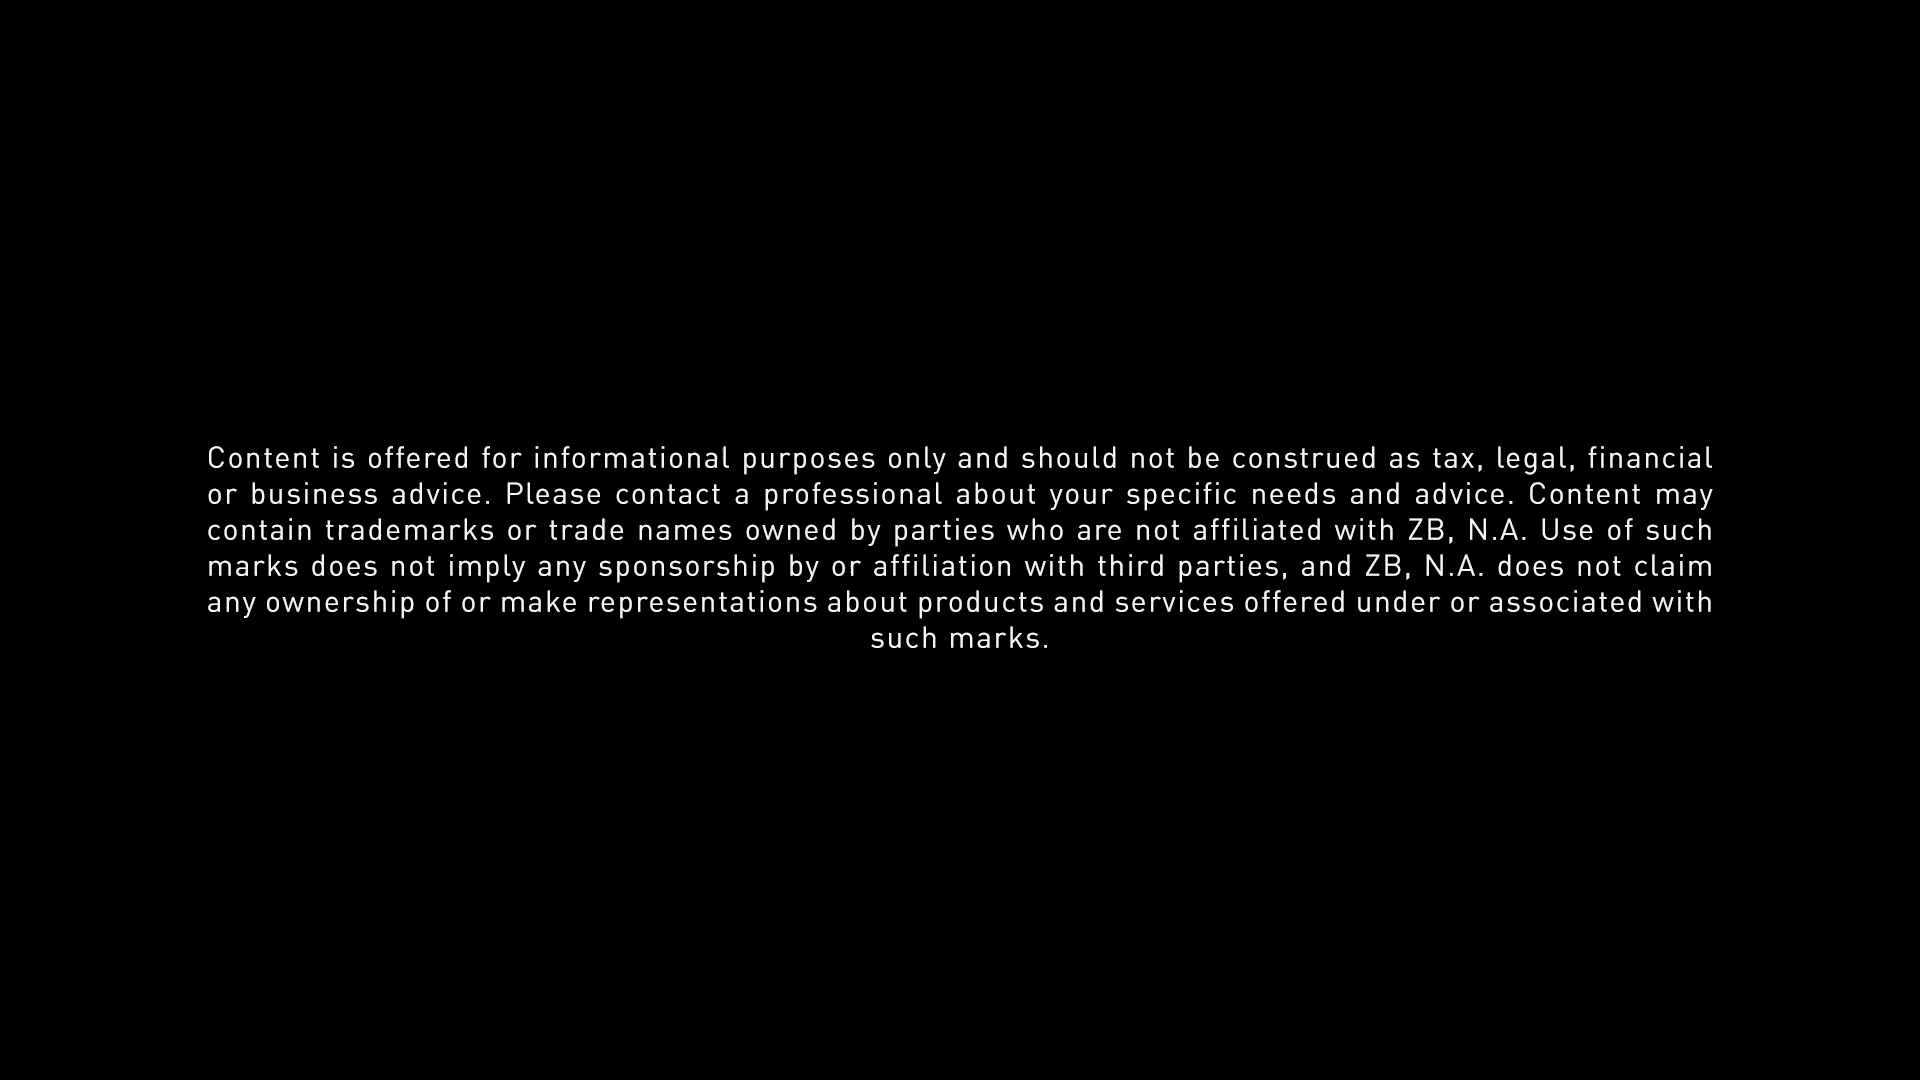 Content is offered for informational purposes only and should not be construed as tax, legal, financial
or business advice. Please contact a professional about your specific needs and advice. Content may
contain trademarks or trade names owned by parties who are not affiliated with ZB, N.A. Use of such
marks does not imply any sponsorship by or affiliation with third parties, and ZB, N.A. does not claim
any ownership of or make representations about products and services offered under or associated with
such marks.